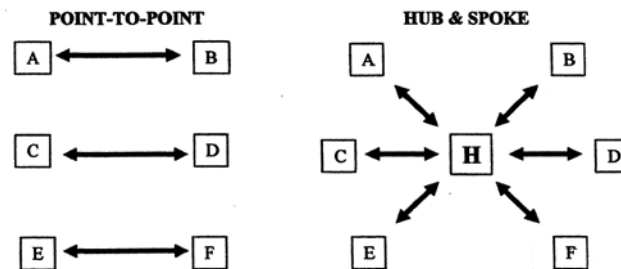 POINT-TO-POINT
HUB & SPOKE
A B
A B
C D
C H D
E F
E F